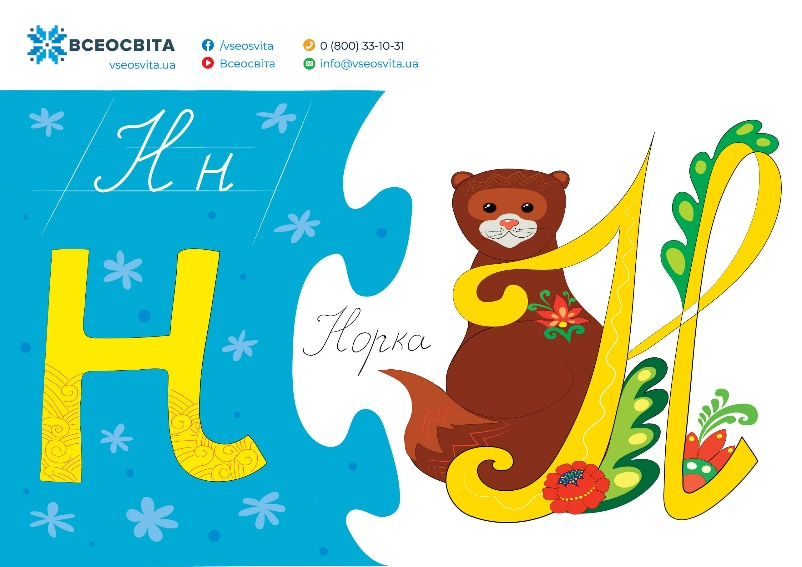 ВСЕОСВІТА
vseosvita.ua
/vseosvita
Всеосвіта
0 (800) 33-10-31
info@vseosvita.ua
Н н
Н
Норка
Н